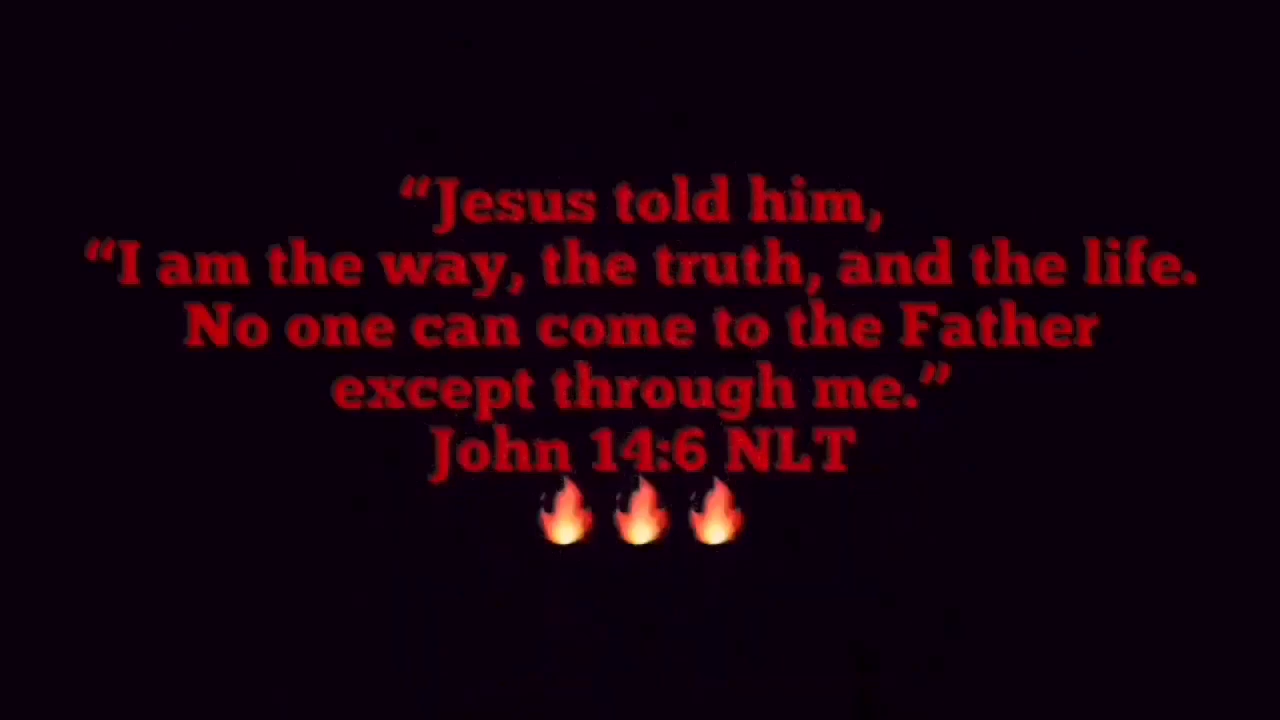 “Jesus told him,
“I am the way, the truth, and the life.
No one can come to the Father
except through me.”
John 14:6 NLT
🔥🔥🔥